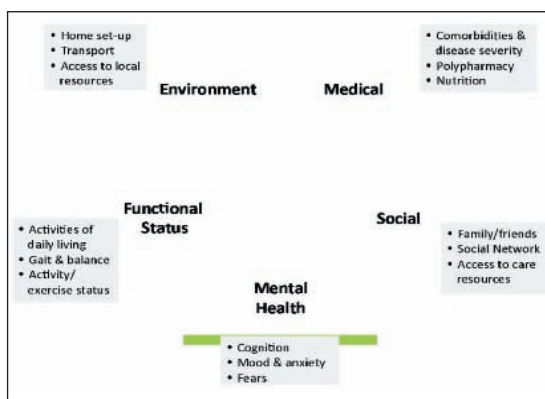 • Home set-up
• Transport
• Access to local
resources
Environment
Medical
• Comorbidities &
disease severity
• Polypharmacy
• Nutrition
Functional
Status
• Activities of
daily living
• Gait & balance
• Activity/
exercise status
Social
• Family/friends
• Social Network
• Access to care
resources
Mental
Health
• Cognition
• Mood & anxiety
• Fears